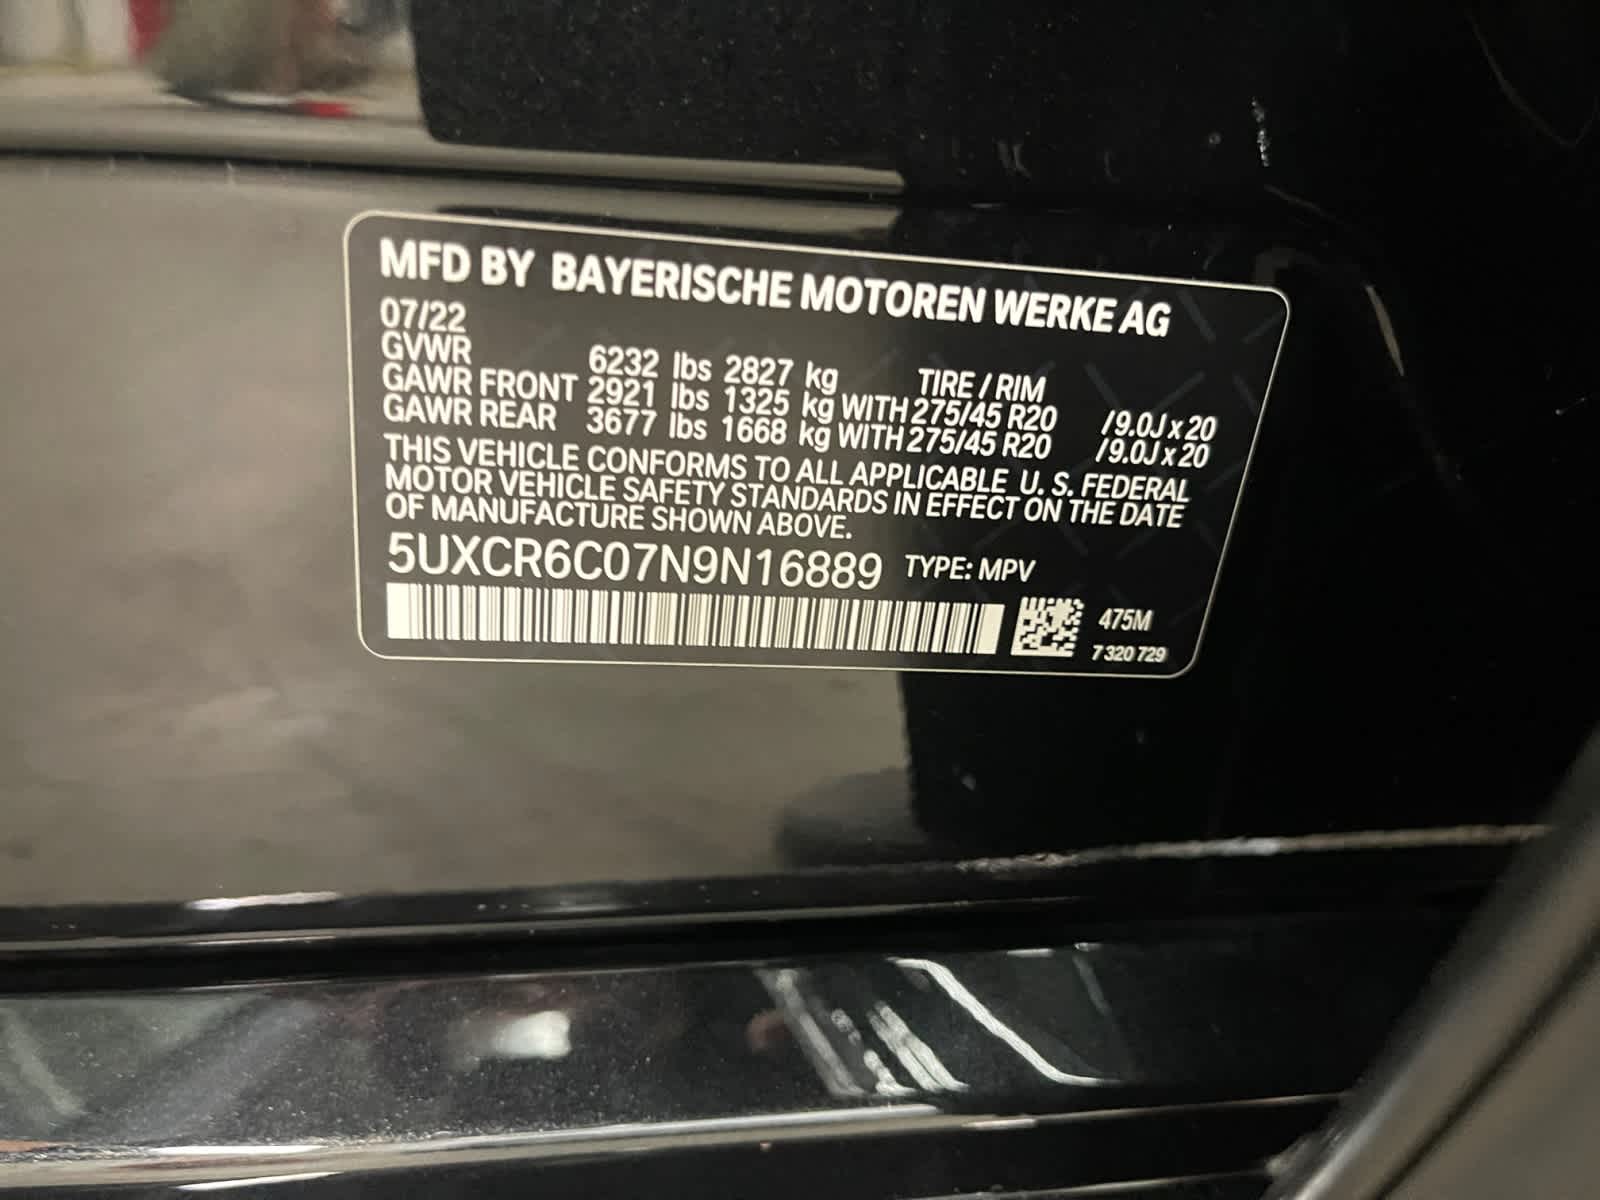 MFD BY BAYERISCHE MOTOREN WERKE AG
07/22
GVWR 6232 lbs 2827 kg TIRE / RIM
GAWR FRONT 2921 lbs 1325 kg WITH 275/45 R20 /9.0J x 20
GAWR REAR 3677 lbs 1668 kg WITH 275/45 R20 /9.0J x 20
THIS VEHICLE CONFORMS TO ALL APPLICABLE U. S. FEDERAL
MOTOR VEHICLE SAFETY STANDARDS IN EFFECT ON THE DATE
OF MANUFACTURE SHOWN ABOVE.
5UXCR6C07N9N16889 TYPE: MPV
475M
7 320 729